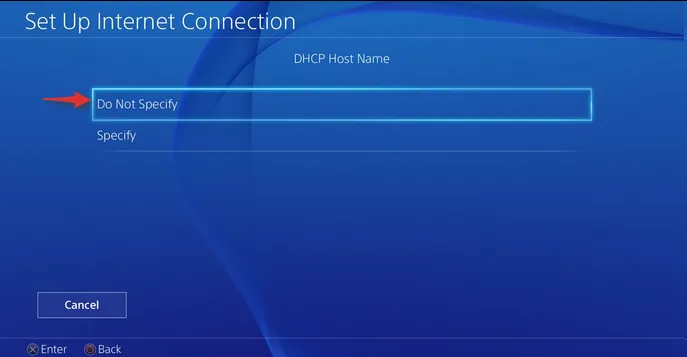 Set Up Internet Connection
DHCP Host Name
Do Not Specify
Specify
Cancel
Enter Back